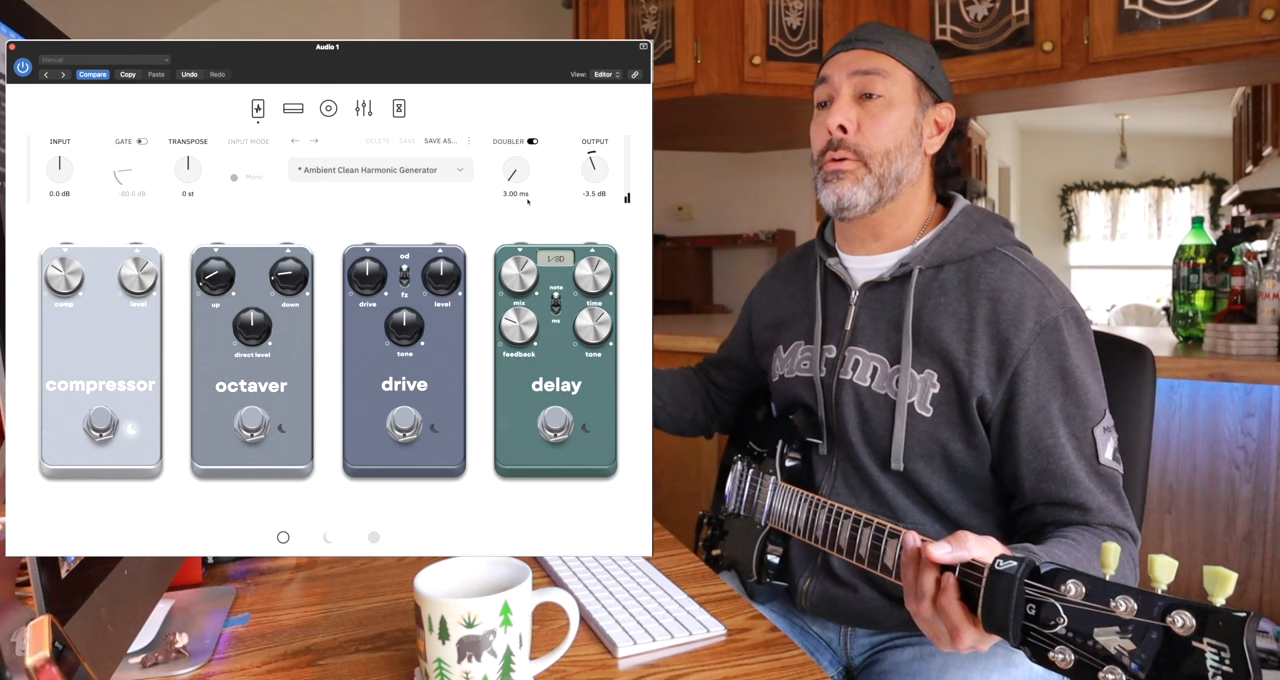 Audio 1
Manual
Compare Copy Paste Undo Redo View: Editor
INPUT GATE TRANSPOSE INPUT MODE DELETE SAVE SAVE AS... DOUBLER OUTPUT
Mono
* Ambient Clean Harmonic Generator
0.0 dB -80.0 dB 0 st 3.00 ms -3.5 dB
comp level
compressor
up down
direct level
octaver
od
fz
drive level
tone
drive
1/8D
note
ms
mix time
feedback tone
delay
Marmot
G
Gibs